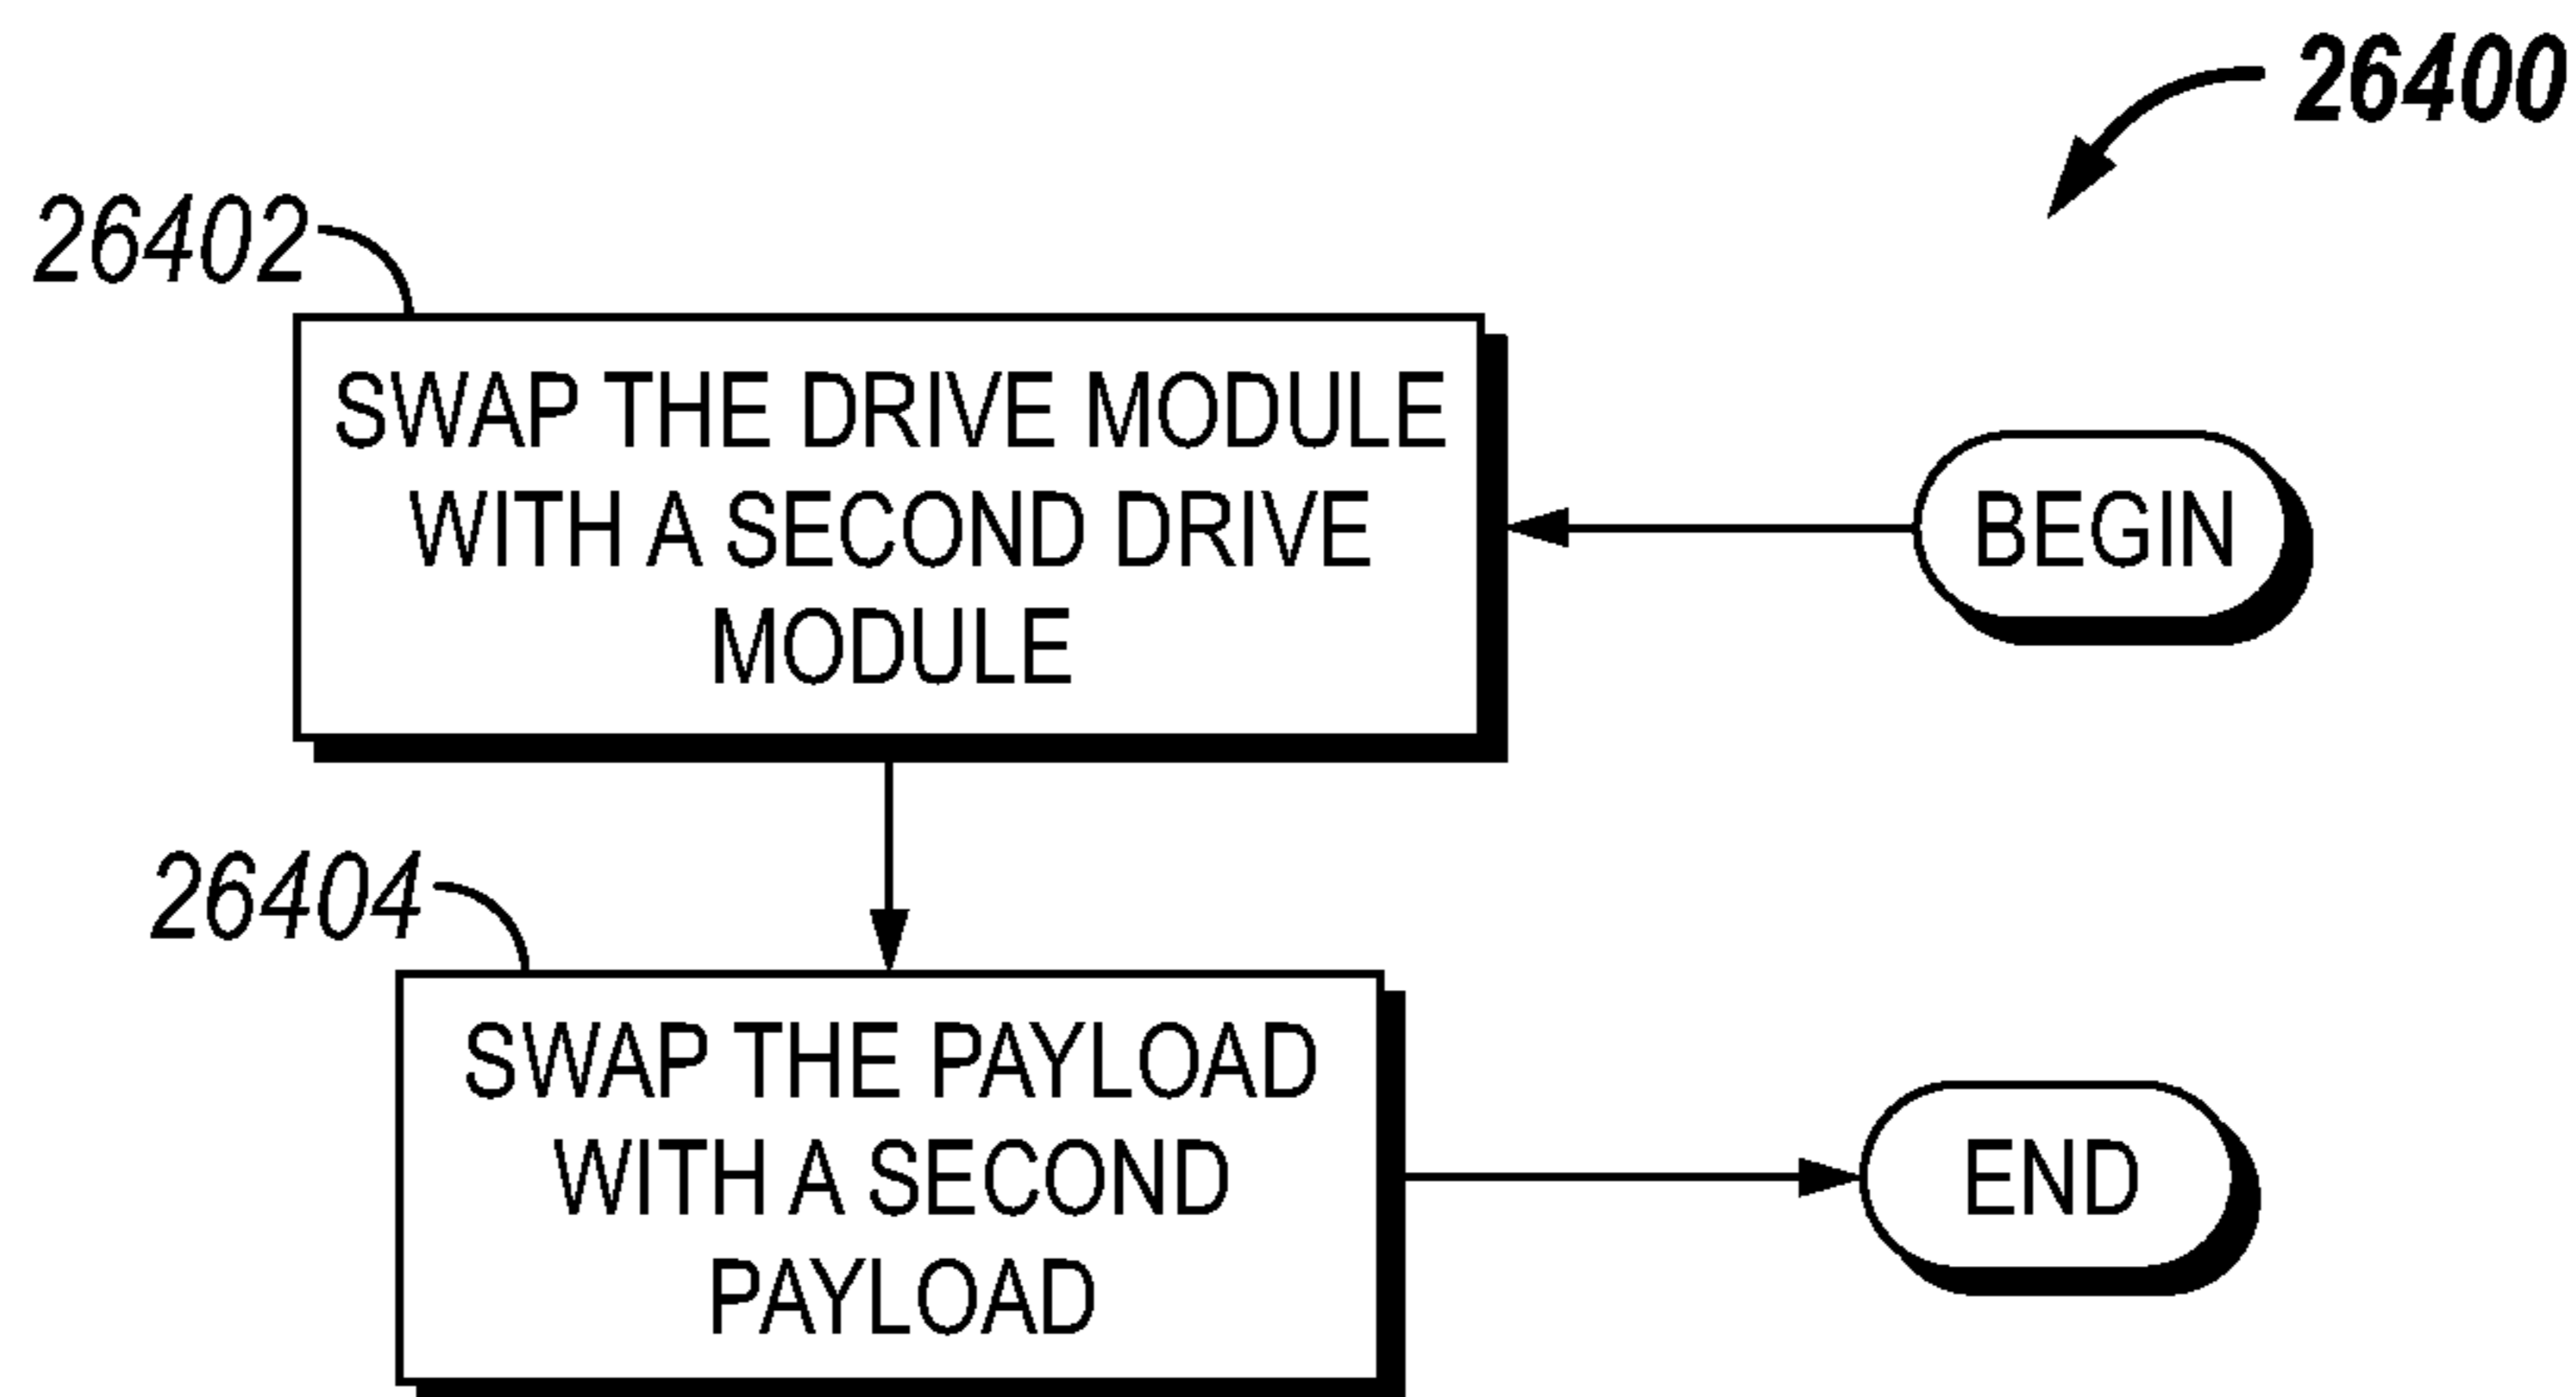 26400
26402
SWAP THE DRIVE MODULE
WITH A SECOND DRIVE
MODULE
BEGIN
26404
SWAP THE PAYLOAD
WITH A SECOND
PAYLOAD
END